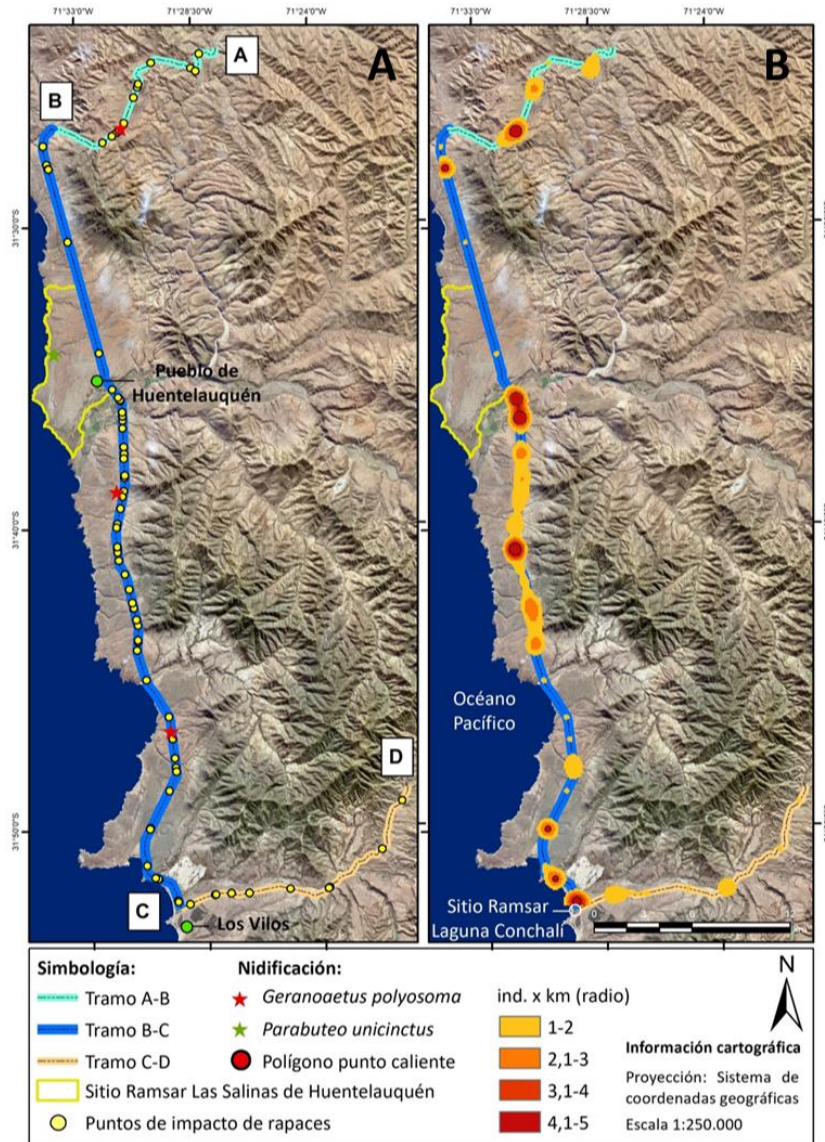 71°33'0"W 71°28'30"W 71°24'0"W
71°33'0"W 71°28'30"W 71°24'0"W
A
A
B
B
31°30'0"S
Pueblo de
Huentelauquén
31°40'0"S
Océano
Pacífico
D
31°50'0"S
C
Los Vilos
Sitio Ramsar
Laguna Conchalí
0
12
Simbología:
Tramo A-B
Tramo B-C
Tramo C-D
Sitio Ramsar Las Salinas de Huentelauquén
Puntos de impacto de rapaces
Nidificación:
Geranoaetus polyosoma
Parabuteo unicinctus
Polígono punto caliente
ind. x km (radio)
1-2
2,1-3
3,1-4
4,1-5
N
Información cartográfica
Proyección: Sistema de
coordenadas geográficas
Escala 1:250.000